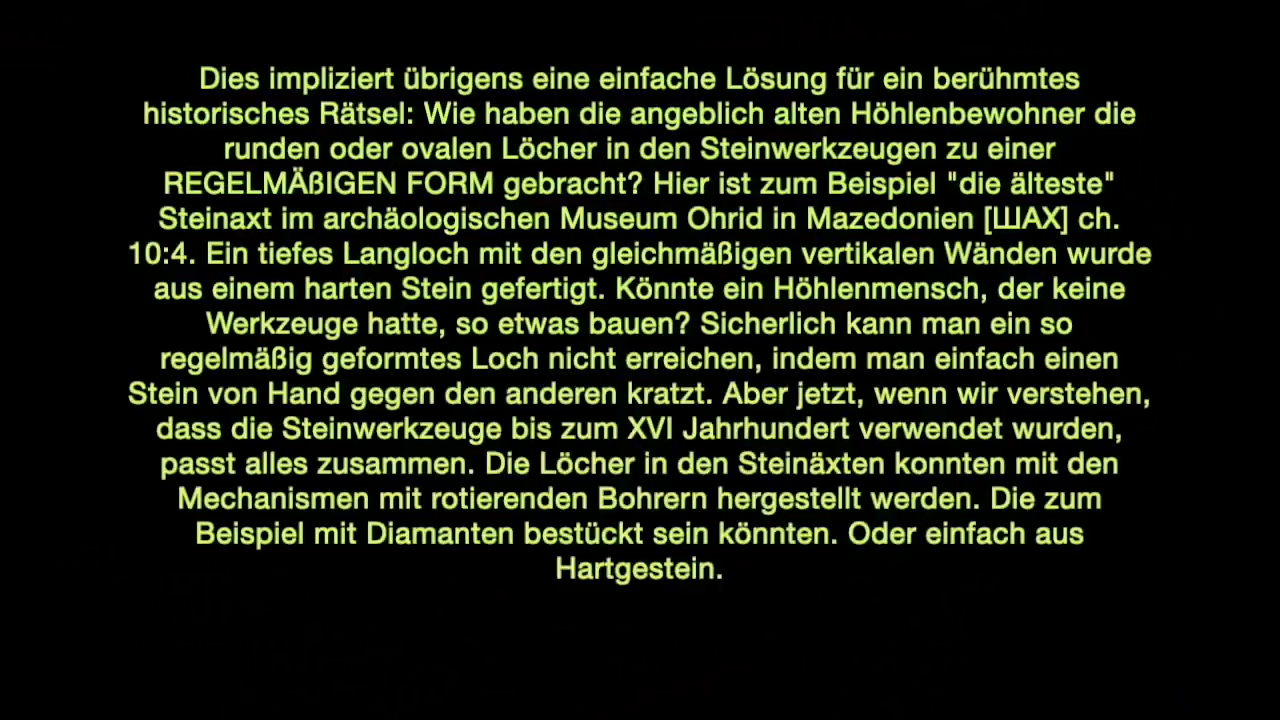 Dies impliziert übrigens eine einfache Lösung für ein berühmtes
historisches Rätsel: Wie haben die angeblich alten Höhlenbewohner die
runden oder ovalen Löcher in den Steinwerkzeugen zu einer
REGELMÄßIGEN FORM gebracht? Hier ist zum Beispiel "die älteste"
Steinaxt im archäologischen Museum Ohrid in Mazedonien [ШАХ] ch.
10:4. Ein tiefes Langloch mit den gleichmäßigen vertikalen Wänden wurde
aus einem harten Stein gefertigt. Könnte ein Höhlenmensch, der keine
Werkzeuge hatte, so etwas bauen? Sicherlich kann man ein so
regelmäßig geformtes Loch nicht erreichen, indem man einfach einen
Stein von Hand gegen den anderen kratzt. Aber jetzt, wenn wir verstehen,
dass die Steinwerkzeuge bis zum XVI Jahrhundert verwendet wurden,
passt alles zusammen. Die Löcher in den Steinäxten konnten mit den
Mechanismen mit rotierenden Bohrern hergestellt werden. Die zum
Beispiel mit Diamanten bestückt sein könnten. Oder einfach aus
Hartgestein.